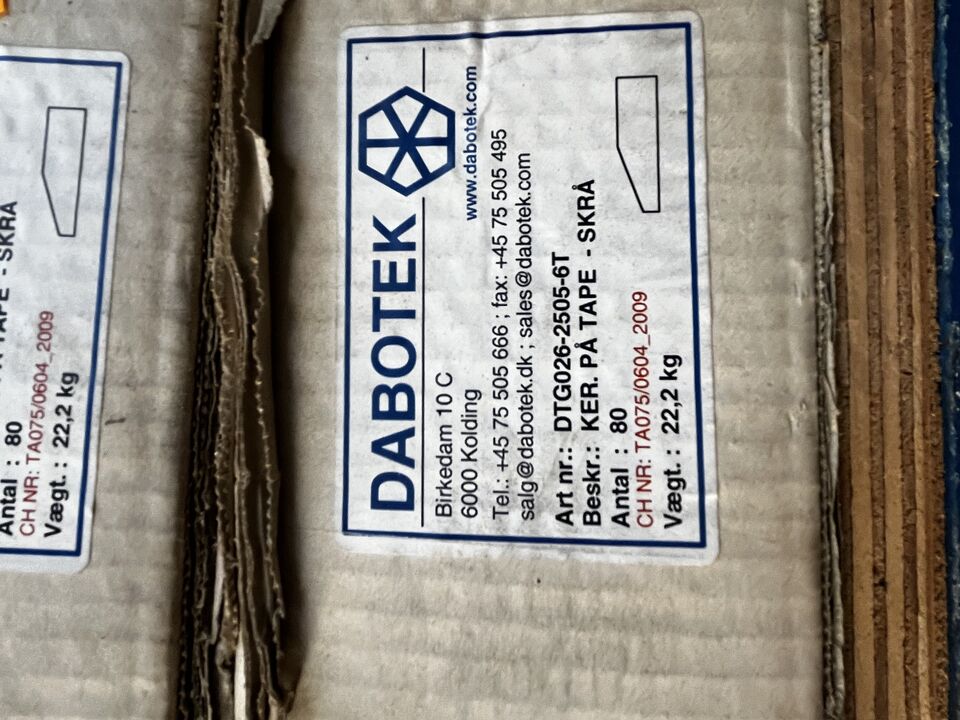 DABOTEK
www.dabotek.com
Birkedam 10 C
6000 Kolding
Tel.: +45 75 505 666 ; fax: +45 75 505 495
salg@dabotek.dk ; sales@dabotek.com
Art nr.: DTG026-2505-6T
Beskr.: KER. PÅ TAPE - SKRÅ
Antal : 80
CH NR: TA075/0604_2009
Vægt. : 22,2 kg
TAPE - SKRÅ
Antal : 80
CH NR: TA075/0604_2009
Vægt. : 22,2 kg